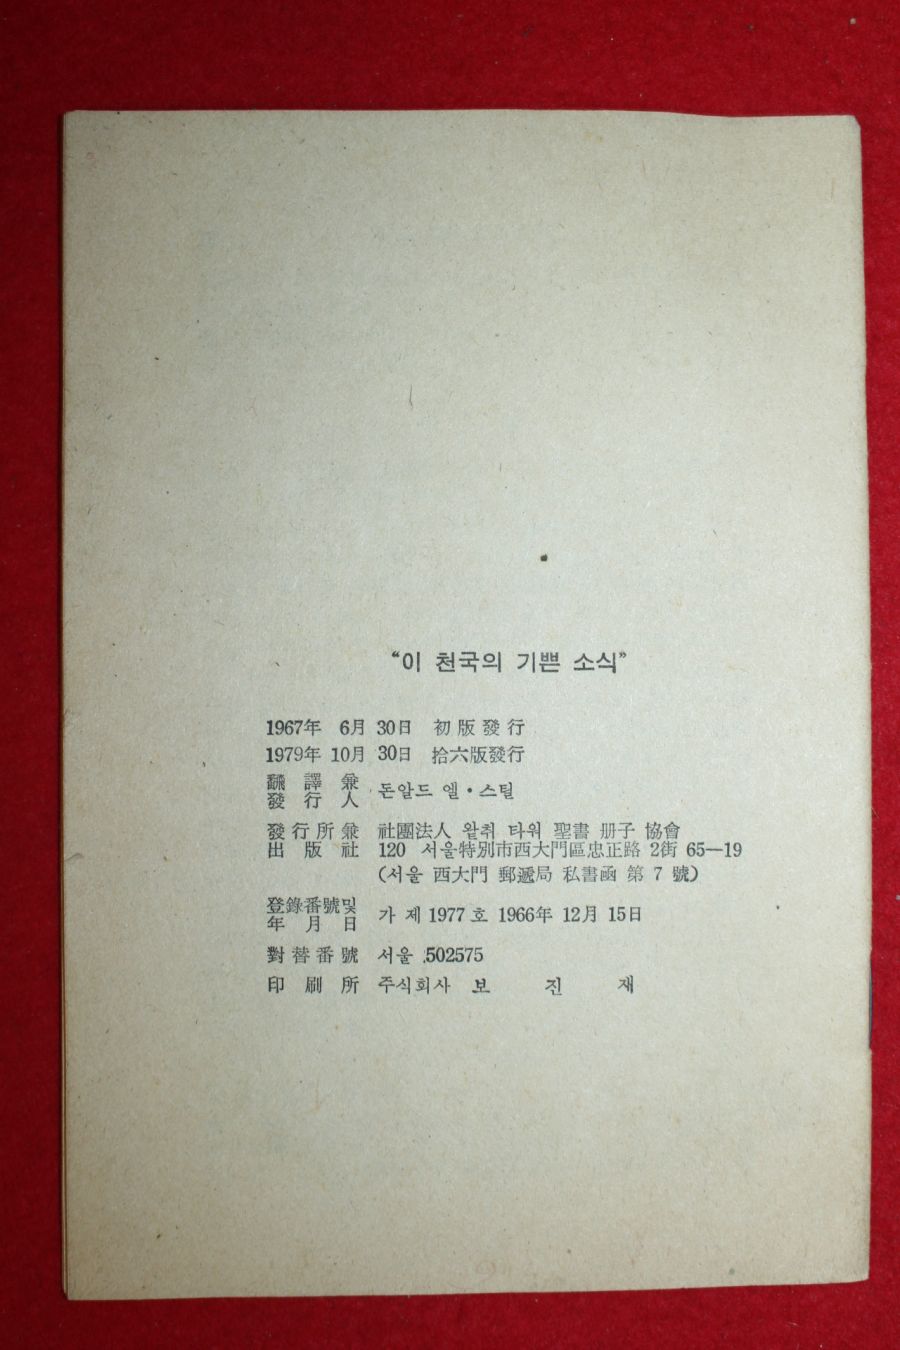 “이 천국의 기쁜 소식”
1967年 6月 30日 初版發行
1979年 10月 30日 拾六版發行
飜譯兼
發行人 돈알드 엘·스틸
發行所兼 社團法人 왙취 타워 聖書 册子 協會
出版社 120 서울特別市西大門區忠正路 2街 65—19
(서울 西大門 郵遞局 私書函 第 7 號)
登錄番號및
年月日 가 제 1977 호 1966年 12月 15日
對替番號 서울 502575
印刷所 주식회사 보진재